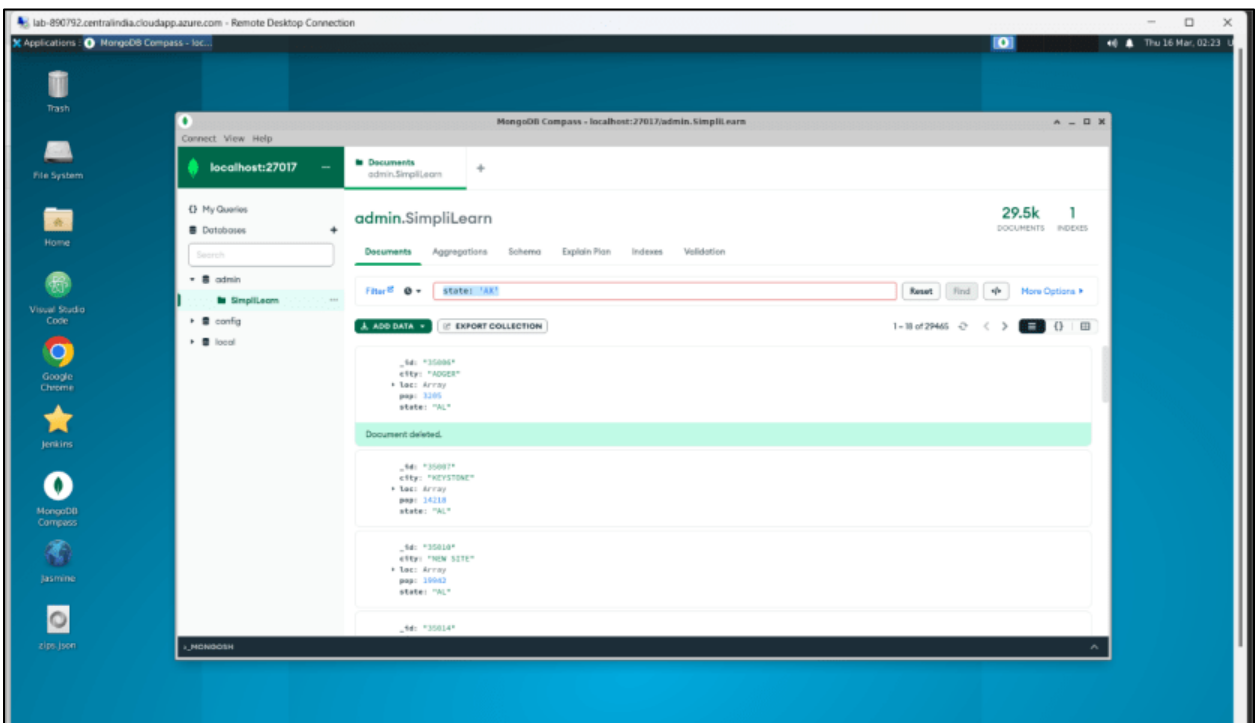 lab-890792.centralindia.cloudapp.azure.com - Remote Desktop Connection
Applications : MongoDB Compass - loc...
Thu 16 Mar, 02:23 U
Trash
File System
Home
Visual Studio
Code
Google
Chrome
Jenkins
MongoDB
Compass
Jasmine
zips.json
MongoDB Compass - localhost:27017/admin.SimpliLearn
Connect View Help
localhost:27017
Documents
admin.SimpliLearn
My Queries
Databases
Search
admin
SimpliLearn
config
local
admin.SimpliLearn
29.5k
DOCUMENTS
1
INDEXES
Documents Aggregations Schema Explain Plan Indexes Validation
Filter
Reset Find More Options
ADD DATA EXPORT COLLECTION
1 - 18 of 29465
_id: "35006"
city: "ADGER"
loc: Array
pop: 3205
state: "AL"
Document deleted.
_id: "35007"
city: "KEYSTONE"
loc: Array
pop: 14218
state: "AL"
_id: "35010"
city: "NEW SITE"
loc: Array
pop: 19942
state: "AL"
_id: "35014"
>_MONGOSH